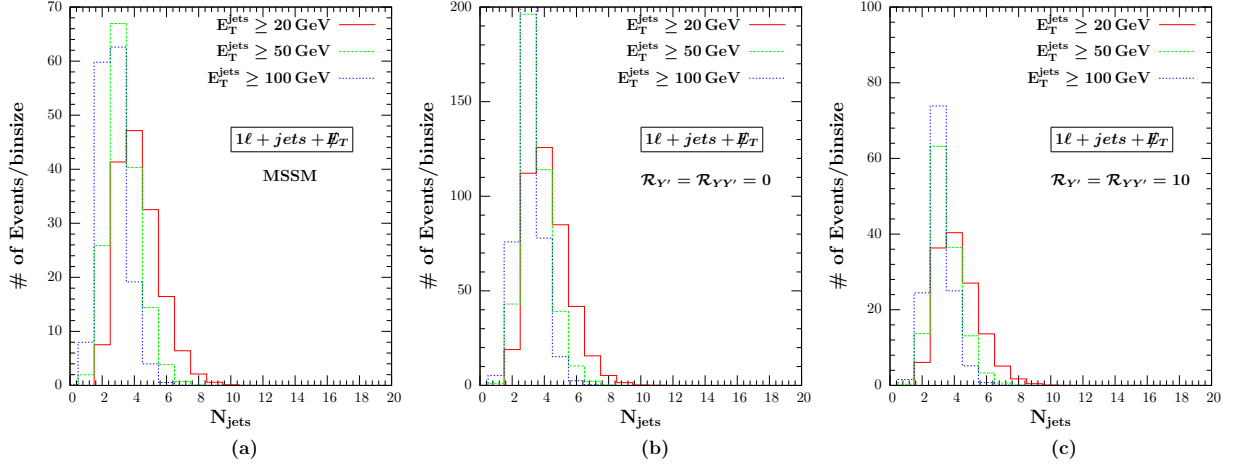 # of Events/binsize
70
60
50
40
30
20
10
0
0 2 4 6 8 10 12 14 16 18 20
N_jets
E_T^jets ≥ 20 GeV
E_T^jets ≥ 50 GeV
E_T^jets ≥ 100 GeV
1ℓ + jets + E̸_T
MSSM
(a)
# of Events/binsize
200
150
100
50
0
0 2 4 6 8 10 12 14 16 18 20
N_jets
E_T^jets ≥ 20 GeV
E_T^jets ≥ 50 GeV
E_T^jets ≥ 100 GeV
1ℓ + jets + E̸_T
ℛ_Y′ = ℛ_YY′ = 0
(b)
# of Events/binsize
100
80
60
40
20
0
0 2 4 6 8 10 12 14 16 18 20
N_jets
E_T^jets ≥ 20 GeV
E_T^jets ≥ 50 GeV
E_T^jets ≥ 100 GeV
1ℓ + jets + E̸_T
ℛ_Y′ = ℛ_YY′ = 10
(c)